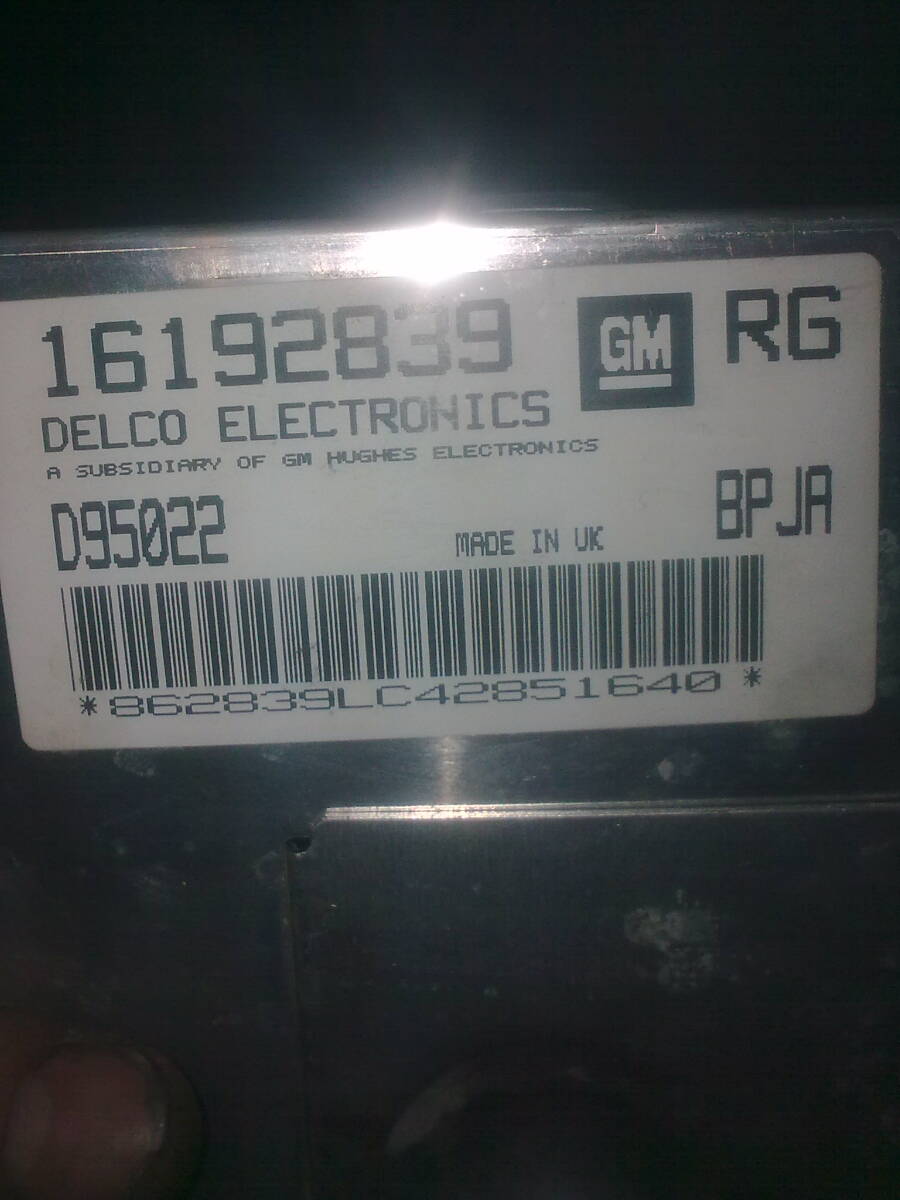 16192839 GM RG
DELCO ELECTRONICS
A SUBSIDIARY OF GM HUGHES ELECTRONICS
D95022 BPJA
MADE IN UK
*862839LC42851640*